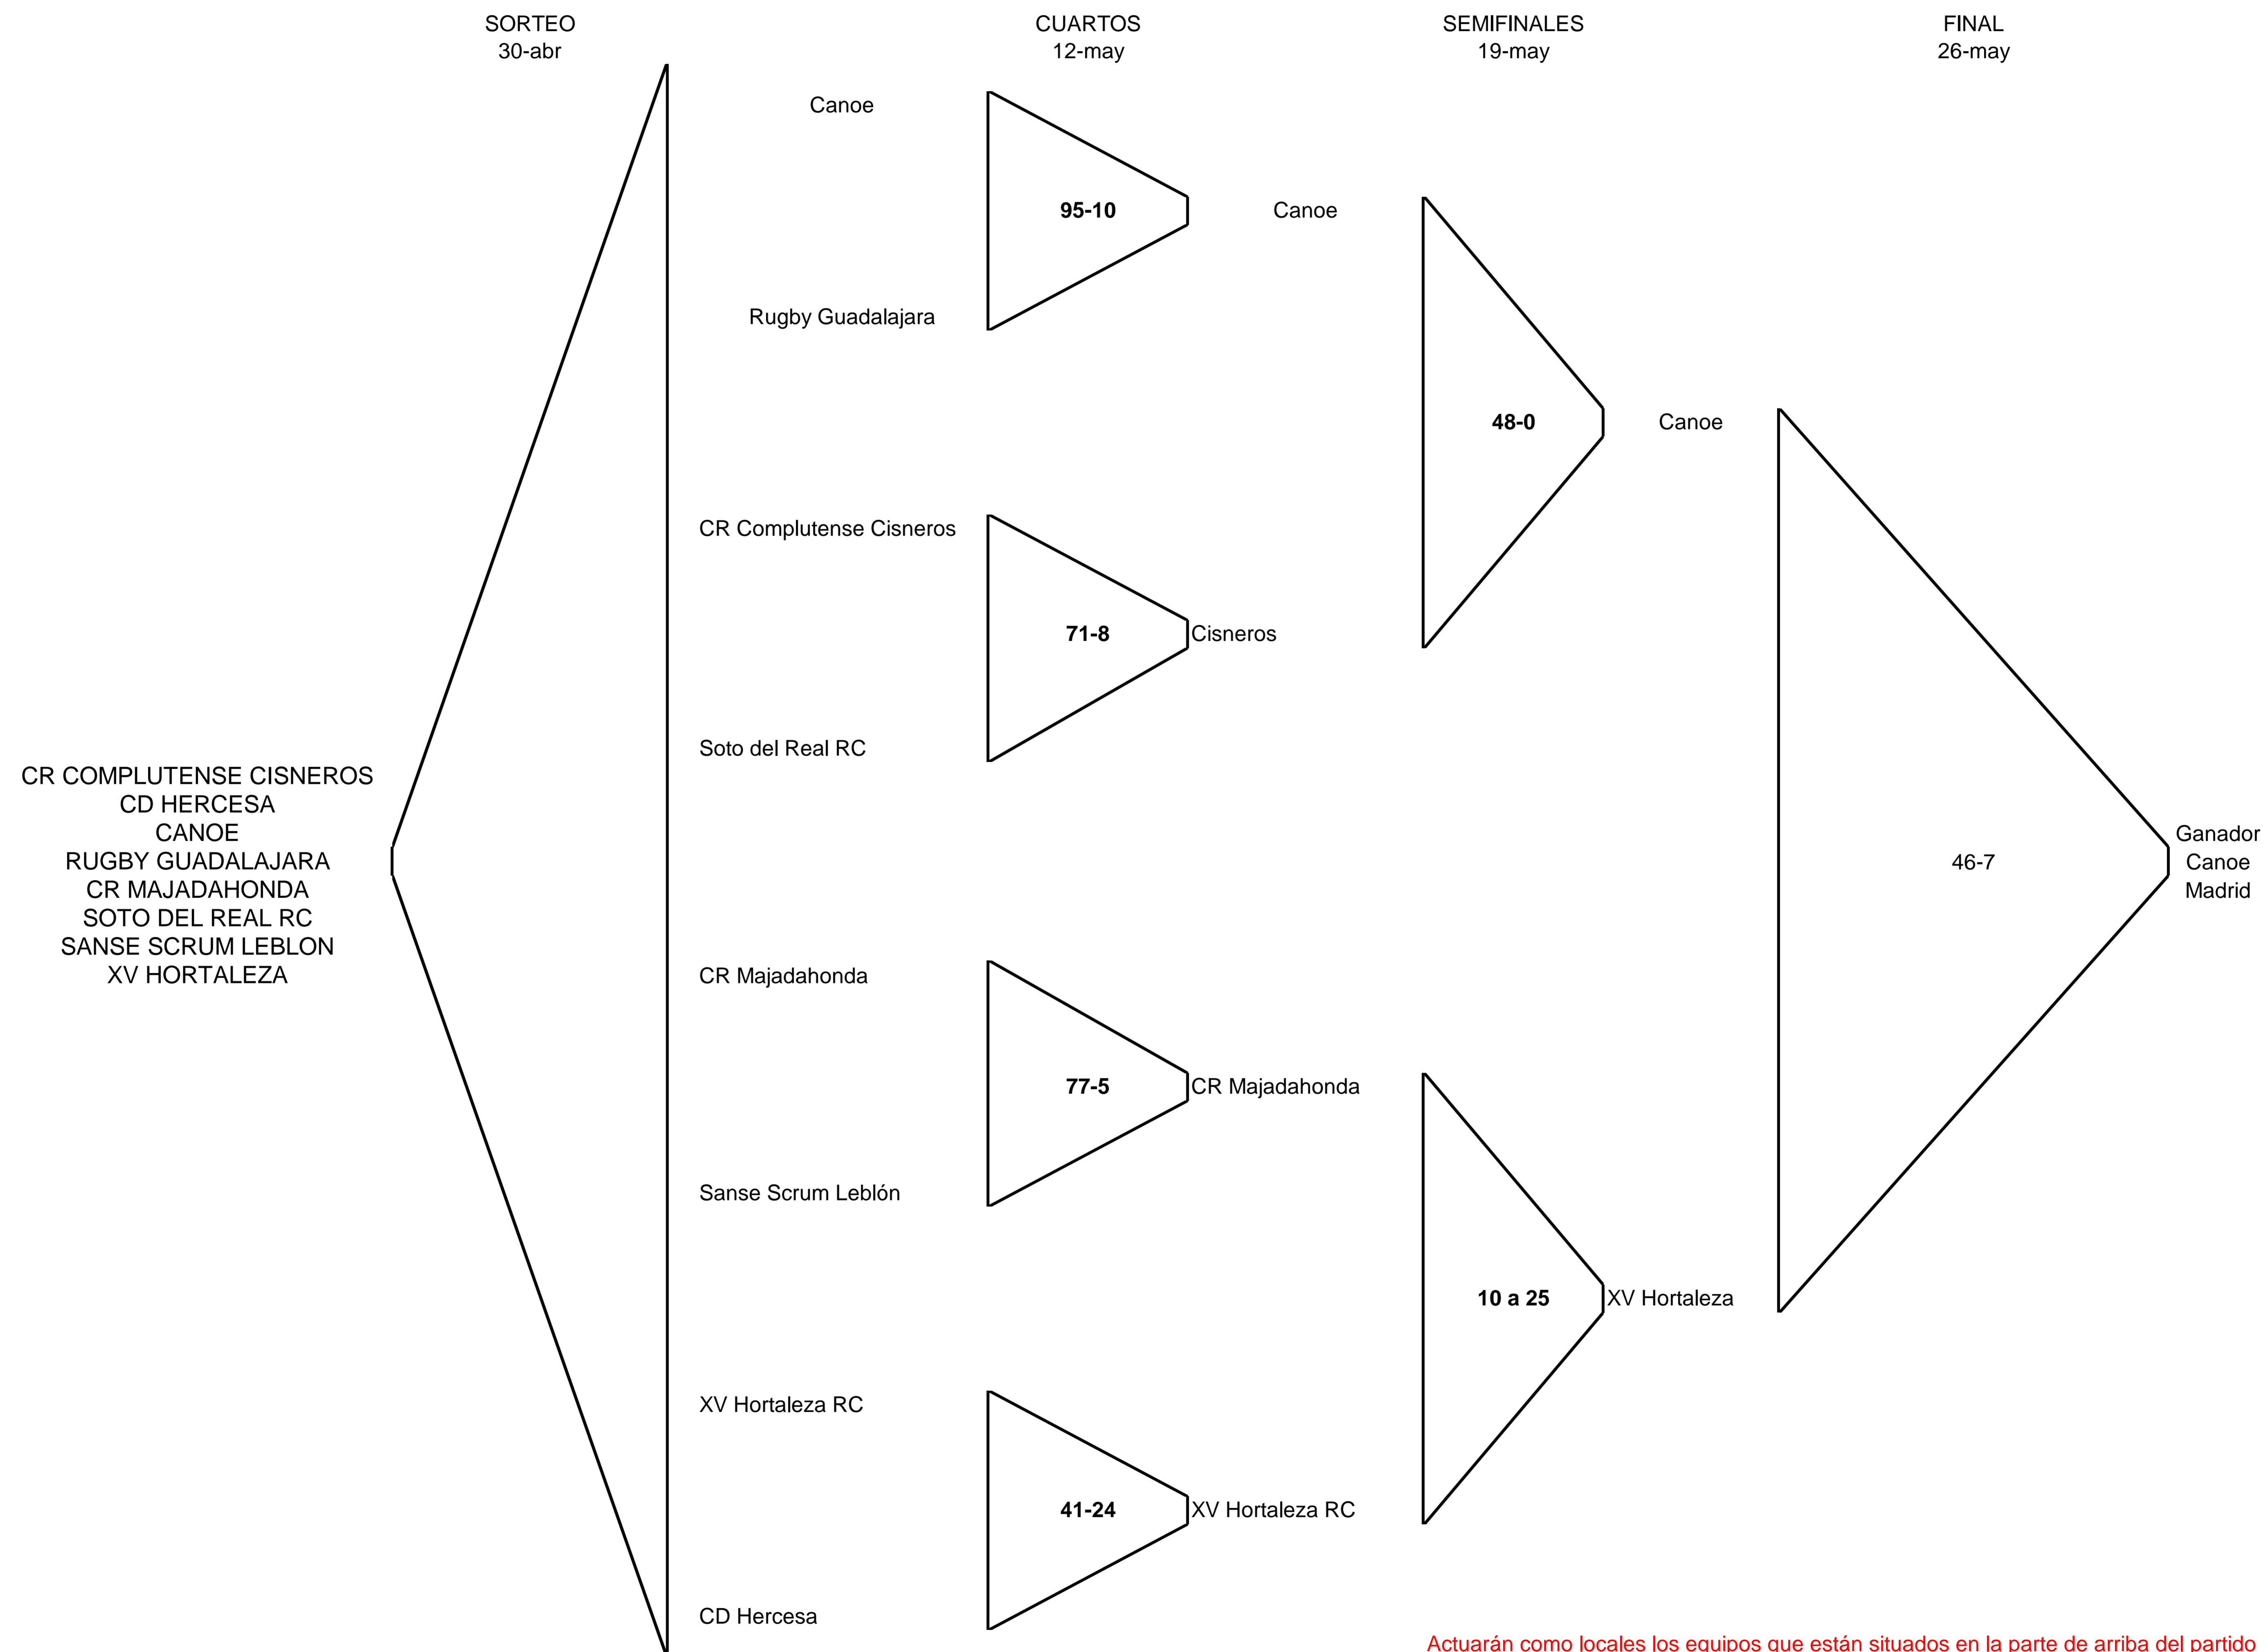 SORTEO
30-abr
CUARTOS
12-may
SEMIFINALES
19-may
FINAL
26-may
CR COMPLUTENSE CISNEROS
CD HERCESA
CANOE
RUGBY GUADALAJARA
CR MAJADAHONDA
SOTO DEL REAL RC
SANSE SCRUM LEBLON
XV HORTALEZA
Canoe
95-10
Rugby Guadalajara
CR Complutense Cisneros
71-8
Soto del Real RC
CR Majadahonda
77-5
Sanse Scrum Leblón
XV Hortaleza RC
41-24
CD Hercesa
Canoe
48-0
Cisneros
CR Majadahonda
10 a 25
XV Hortaleza RC
Canoe
46-7
XV Hortaleza
Ganador
Canoe
Madrid
Actuarán como locales los equipos que están situados en la parte de arriba del partido